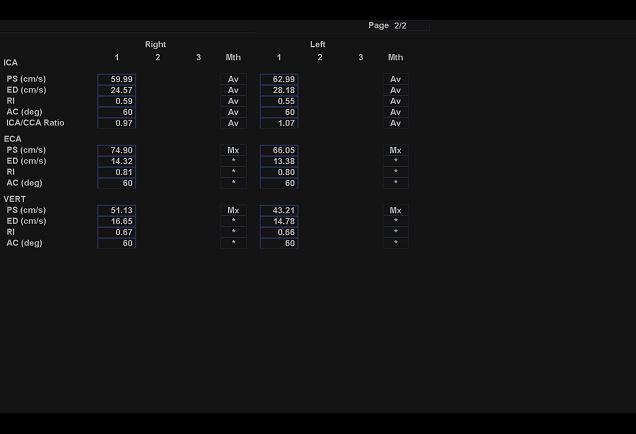 Page 2/2
Right Left
1 2 3 Mth 1 2 3 Mth
ICA
PS (cm/s) 59.99 Av 62.99 Av
ED (cm/s) 24.57 Av 28.18 Av
RI 0.59 Av 0.55 Av
AC (deg) 60 Av 60 Av
ICA/CCA Ratio 0.97 Av 1.07 Av
ECA
PS (cm/s) 74.90 Mx 66.05 Mx
ED (cm/s) 14.32 * 13.38 *
RI 0.81 * 0.80 *
AC (deg) 60 * 60 *
VERT
PS (cm/s) 51.13 Mx 43.21 Mx
ED (cm/s) 16.65 * 14.78 *
RI 0.67 * 0.66 *
AC (deg) 60 * 60 *